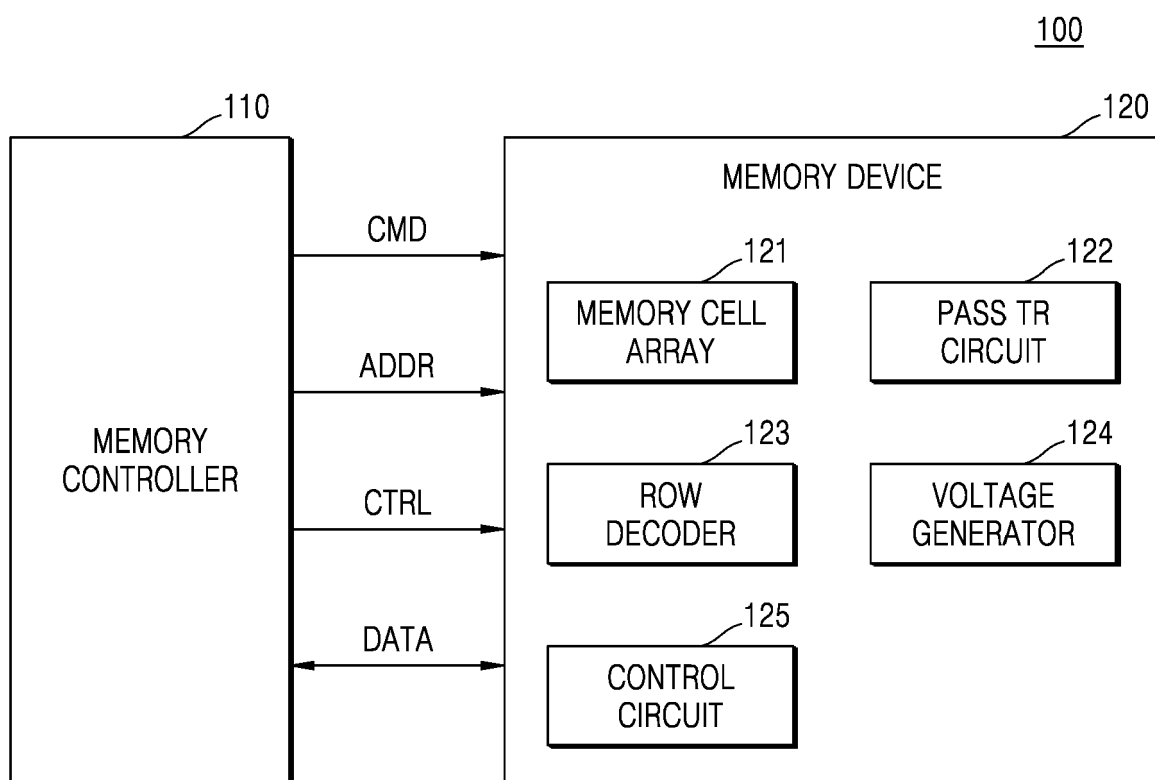 100
110
120
MEMORY DEVICE
CMD
121
122
MEMORY CELL
ARRAY
PASS TR
CIRCUIT
ADDR
MEMORY
CONTROLLER
123
124
ROW
DECODER
VOLTAGE
GENERATOR
CTRL
125
DATA
CONTROL
CIRCUIT